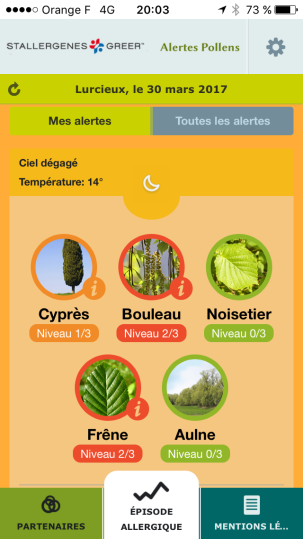 Orange F 4G 20:03 73 %
STALLERGENES GREER Alertes Pollens
Lurcieux, le 30 mars 2017
Mes alertes Toutes les alertes
Ciel dégagé
Température: 14°
Cyprès Bouleau Noisetier
Niveau 1/3 Niveau 2/3 Niveau 0/3
Frêne Aulne
Niveau 2/3 Niveau 0/3
PARTENAIRES
ÉPISODE
ALLERGIQUE
MENTIONS LÉ...